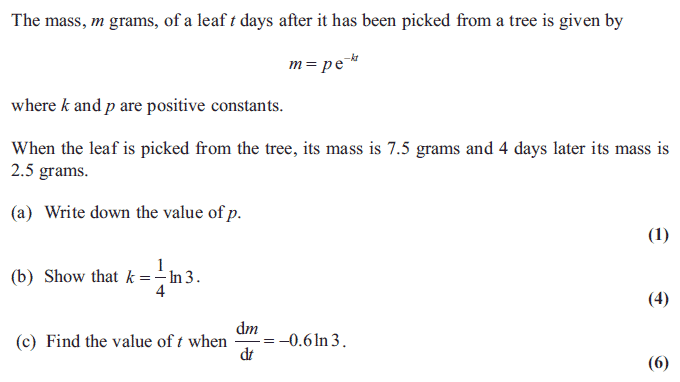 The mass, m grams, of a leaf t days after it has been picked from a tree is given by
m = pe^{-kt}
where k and p are positive constants.
When the leaf is picked from the tree, its mass is 7.5 grams and 4 days later its mass is
2.5 grams.
(a) Write down the value of p.
(1)
(b) Show that k = \frac{1}{4} ln 3.
(4)
(c) Find the value of t when \frac{dm}{dt} = –0.6 ln 3.
(6)